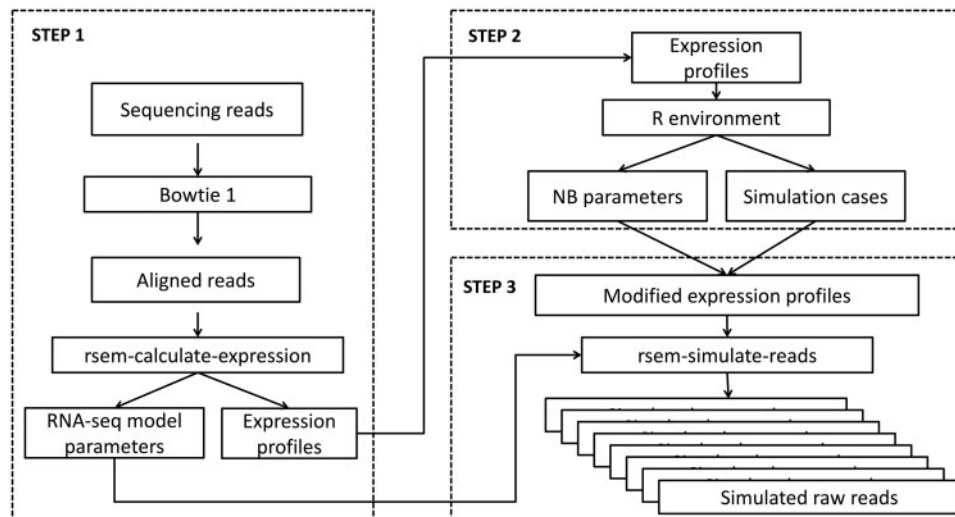 STEP 1
Sequencing reads
Bowtie 1
Aligned reads
rsem-calculate-expression
RNA-seq model
parameters
Expression
profiles
STEP 2
Expression
profiles
R environment
NB parameters
Simulation cases
STEP 3
Modified expression profiles
rsem-simulate-reads
Simulated raw reads